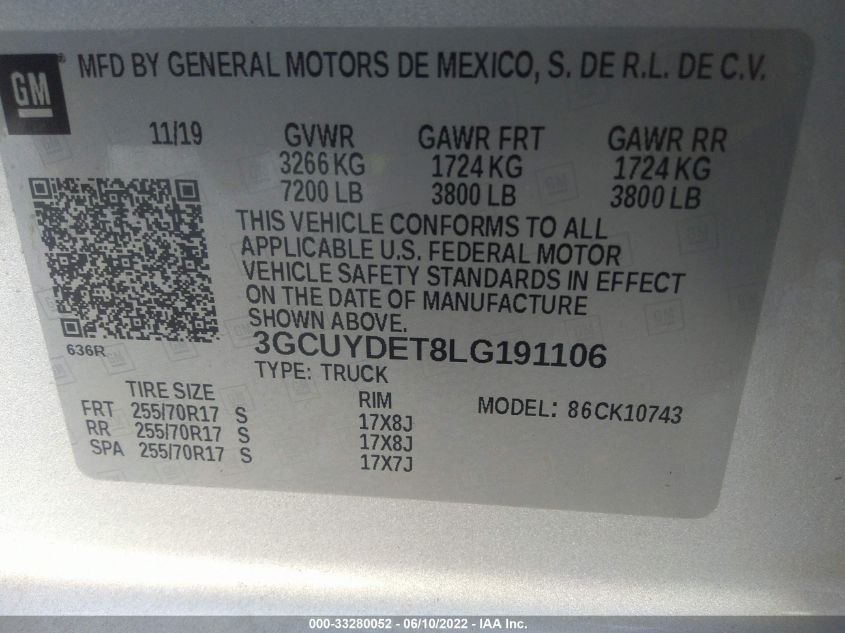 GM
MFD BY GENERAL MOTORS DE MEXICO, S. DE R.L. DE C.V.
11/19 GVWR GAWR FRT GAWR RR
3266 KG 1724 KG 1724 KG
7200 LB 3800 LB 3800 LB
THIS VEHICLE CONFORMS TO ALL
APPLICABLE U.S. FEDERAL MOTOR
VEHICLE SAFETY STANDARDS IN EFFECT
ON THE DATE OF MANUFACTURE
SHOWN ABOVE.
636R
3GCUYDET8LG191106
TYPE: TRUCK
TIRE SIZE RIM MODEL: 86CK10743
FRT 255/70R17 S 17X8J
RR 255/70R17 S 17X8J
SPA 255/70R17 S 17X7J
000-33280052 - 06/10/2022 - IAA Inc.